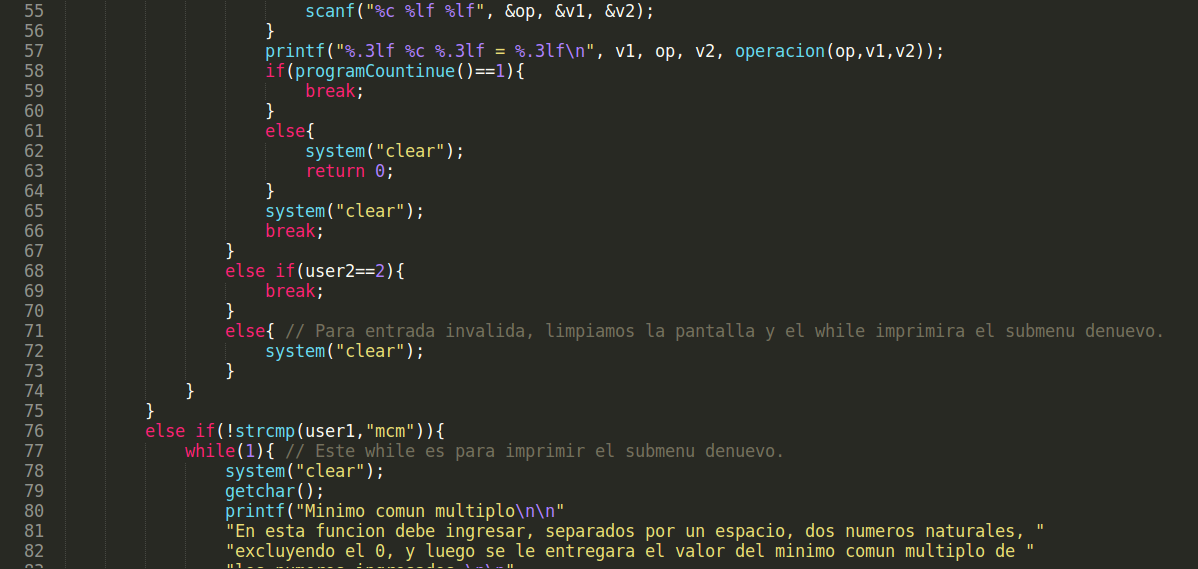 55 scanf("%c %lf %lf", &op, &v1, &v2);
56 }
57 printf("%.3lf %c %.3lf = %.3lf\n", v1, op, v2, operacion(op,v1,v2));
58 if(programCountinue()==1){
59 break;
60 }
61 else{
62 system("clear");
63 return 0;
64 }
65 system("clear");
66 break;
67 }
68 else if(user2==2){
69 break;
70 }
71 else{ // Para entrada invalida, limpiamos la pantalla y el while imprimira el submenu denuevo.
72 system("clear");
73 }
74 }
75 }
76 else if(!strcmp(user1,"mcm")){
77 while(1){ // Este while es para imprimir el submenu denuevo.
78 system("clear");
79 getchar();
80 printf("Minimo comun multiplo\n\n"
81 "En esta funcion debe ingresar, separados por un espacio, dos numeros naturales, "
82 "excluyendo el 0, y luego se le entregara el valor del minimo comun multiplo de "
83 "los numeros ingresados.\n\n"